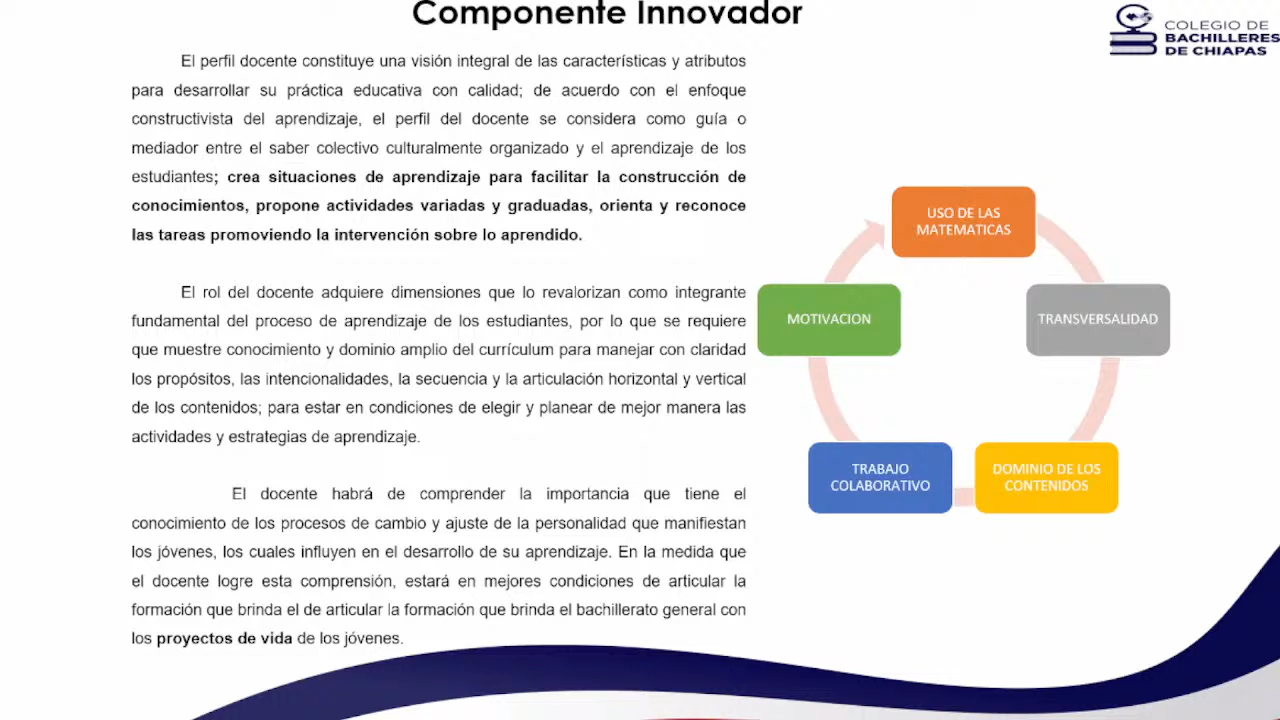 Componente Innovador
COLEGIO DE
BACHILLERES
DE CHIAPAS
El perfil docente constituye una visión integral de las características y atributos
para desarrollar su práctica educativa con calidad; de acuerdo con el enfoque
constructivista del aprendizaje, el perfil del docente se considera como guía o
mediador entre el saber colectivo culturalmente organizado y el aprendizaje de los
estudiantes; crea situaciones de aprendizaje para facilitar la construcción de
conocimientos, propone actividades variadas y graduadas, orienta y reconoce
las tareas promoviendo la intervención sobre lo aprendido.
El rol del docente adquiere dimensiones que lo revalorizan como integrante
fundamental del proceso de aprendizaje de los estudiantes, por lo que se requiere
que muestre conocimiento y dominio amplio del currículum para manejar con claridad
los propósitos, las intencionalidades, la secuencia y la articulación horizontal y vertical
de los contenidos; para estar en condiciones de elegir y planear de mejor manera las
actividades y estrategias de aprendizaje.
El docente habrá de comprender la importancia que tiene el
conocimiento de los procesos de cambio y ajuste de la personalidad que manifiestan
los jóvenes, los cuales influyen en el desarrollo de su aprendizaje. En la medida que
el docente logre esta comprensión, estará en mejores condiciones de articular la
formación que brinda el de articular la formación que brinda el bachillerato general con
los proyectos de vida de los jóvenes.
USO DE LAS
MATEMATICAS
TRANSVERSALIDAD
DOMINIO DE LOS
CONTENIDOS
TRABAJO
COLABORATIVO
MOTIVACION